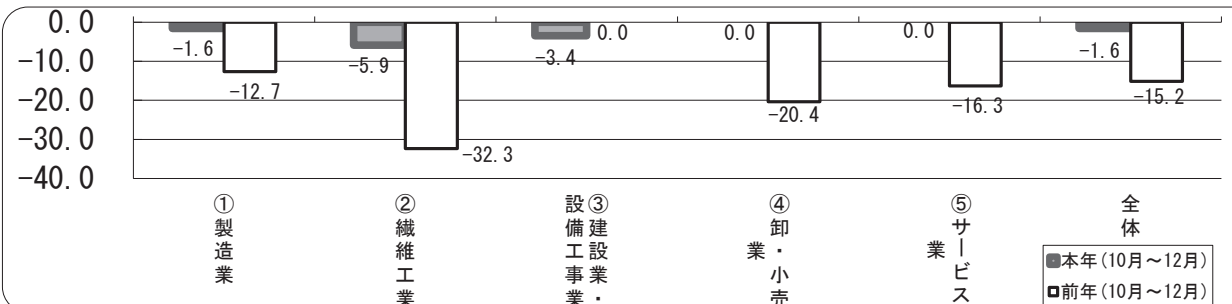 0.0
-10.0
-20.0
-30.0
-40.0
-1.6
-12.7
-5.9
-32.3
-3.4
0.0
0.0
-20.4
0.0
-16.3
-1.6
-15.2
①製造業
②繊維工業
③建設業・
設備工事業
④卸・小売
業
⑤サービス
業
全体
本年(10月～12月)
前年(10月～12月)